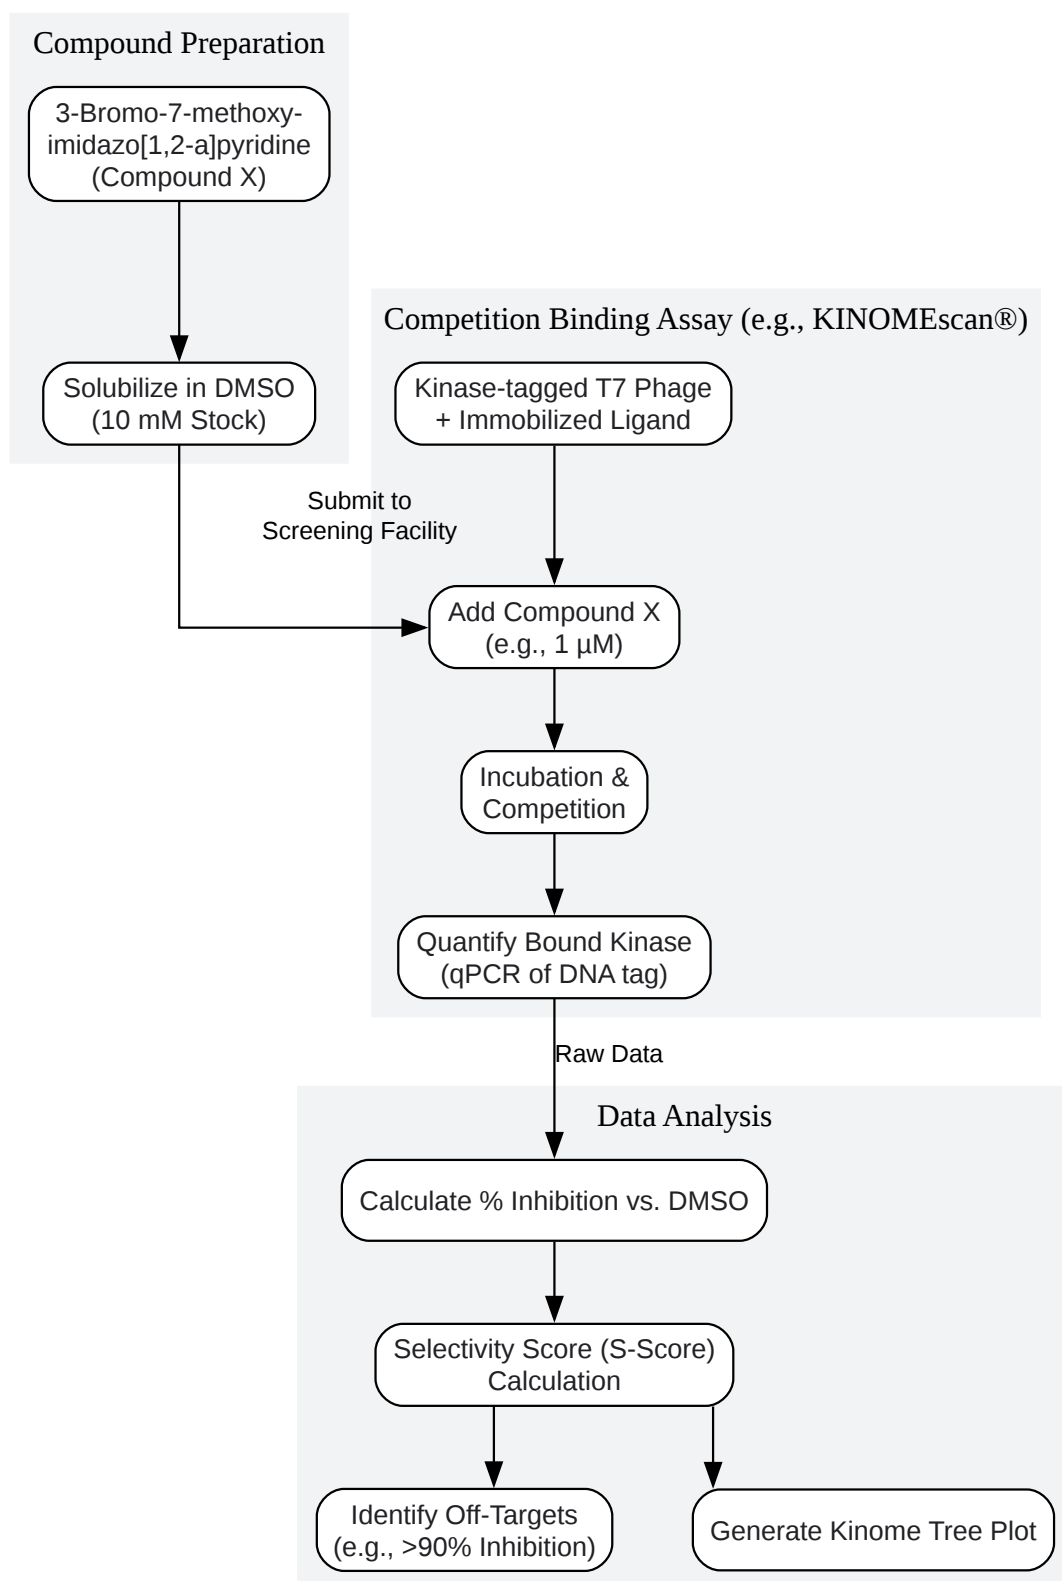 Compound Preparation
3-Bromo-7-methoxy-
imidazo[1,2-a]pyridine
(Compound X)
Solubilize in DMSO
(10 mM Stock)
Submit to
Screening Facility
Competition Binding Assay (e.g., KINOMEscan®)
Kinase-tagged T7 Phage
+ Immobilized Ligand
Add Compound X
(e.g., 1 µM)
Incubation &
Competition
Quantify Bound Kinase
(qPCR of DNA tag)
Raw Data
Data Analysis
Calculate % Inhibition vs. DMSO
Selectivity Score (S-Score)
Calculation
Identify Off-Targets
(e.g., >90% Inhibition)
Generate Kinome Tree Plot